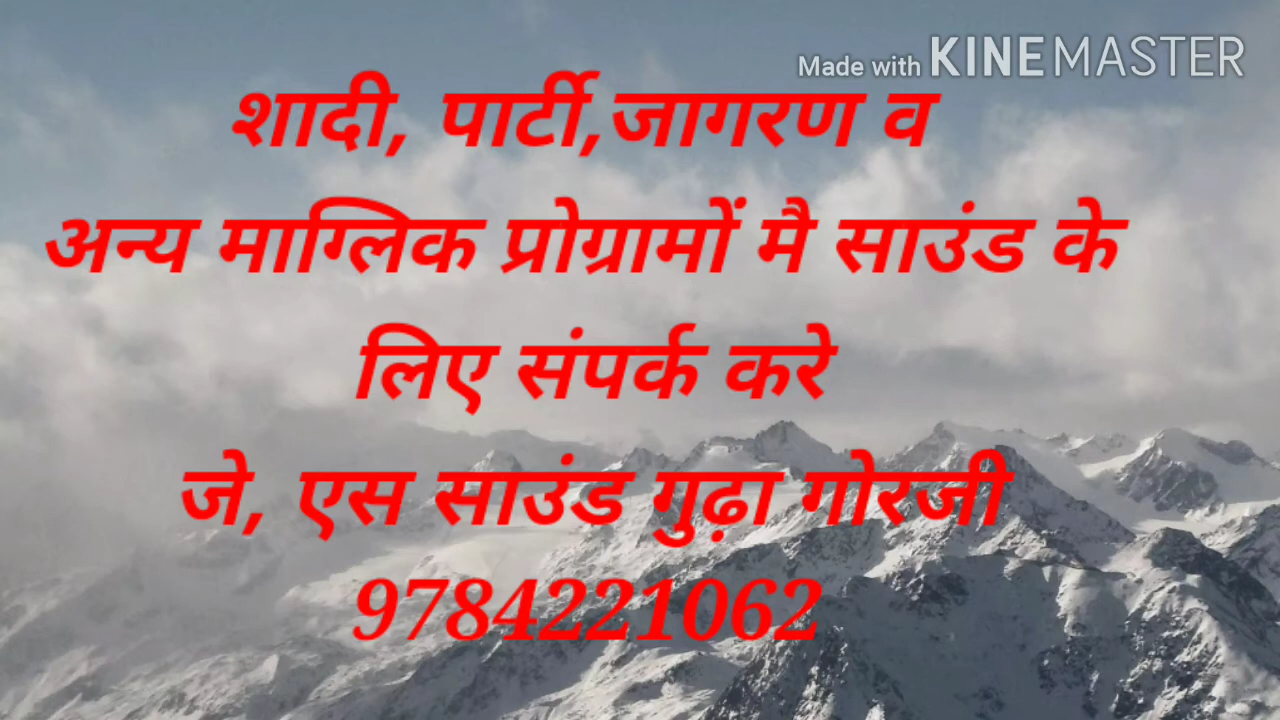 Made with KINEMASTER
शादी, पार्टी,जागरण व
अन्य माग्लिक प्रोग्रामों मै साउंड के
लिए संपर्क करे
जे, एस साउंड गुढ़ा गोरजी
9784221062